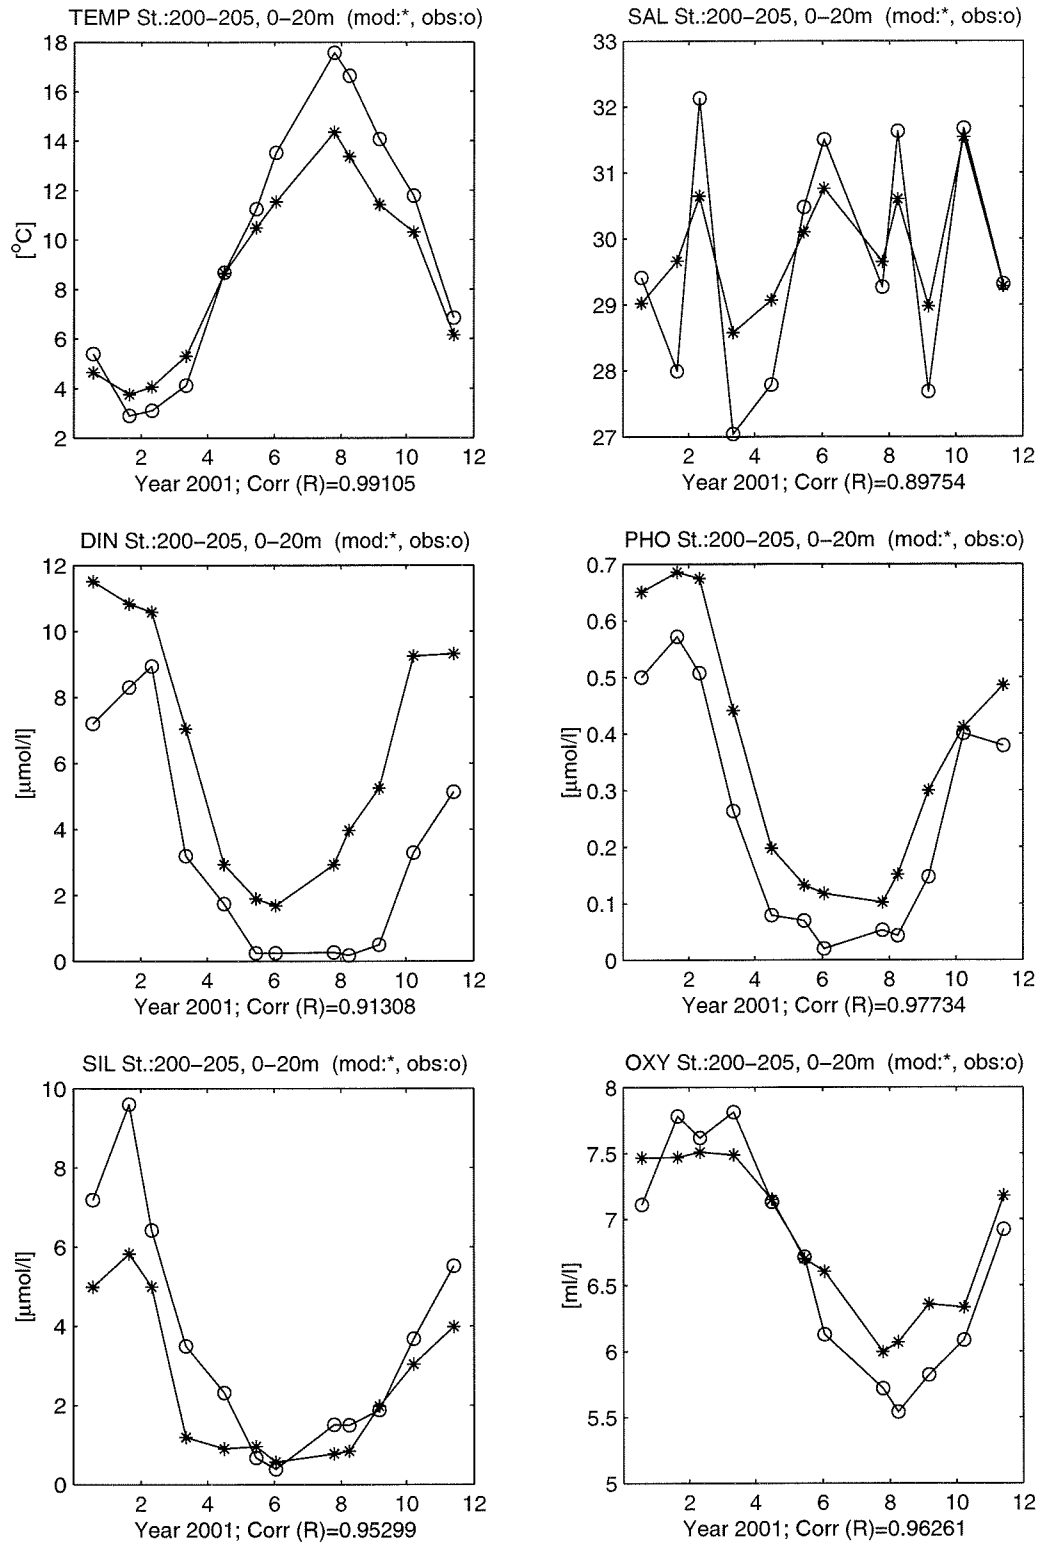 TEMP St.:200−205, 0−20m (mod:*, obs:o)
18
16
14
12
10
8
6
4
2
[°C]
2 4 6 8 10 12
Year 2001; Corr (R)=0.99105
SAL St.:200−205, 0−20m (mod:*, obs:o)
33
32
31
30
29
28
27
2 4 6 8 10 12
Year 2001; Corr (R)=0.89754
DIN St.:200−205, 0−20m (mod:*, obs:o)
12
10
8
6
4
2
0
[μmol/l]
2 4 6 8 10 12
Year 2001; Corr (R)=0.91308
PHO St.:200−205, 0−20m (mod:*, obs:o)
0.7
0.6
0.5
0.4
0.3
0.2
0.1
0
[μmol/l]
2 4 6 8 10 12
Year 2001; Corr (R)=0.97734
SIL St.:200−205, 0−20m (mod:*, obs:o)
10
8
6
4
2
0
[μmol/l]
2 4 6 8 10 12
Year 2001; Corr (R)=0.95299
OXY St.:200−205, 0−20m (mod:*, obs:o)
8
7.5
7
6.5
6
5.5
5
[ml/l]
2 4 6 8 10 12
Year 2001; Corr (R)=0.96261